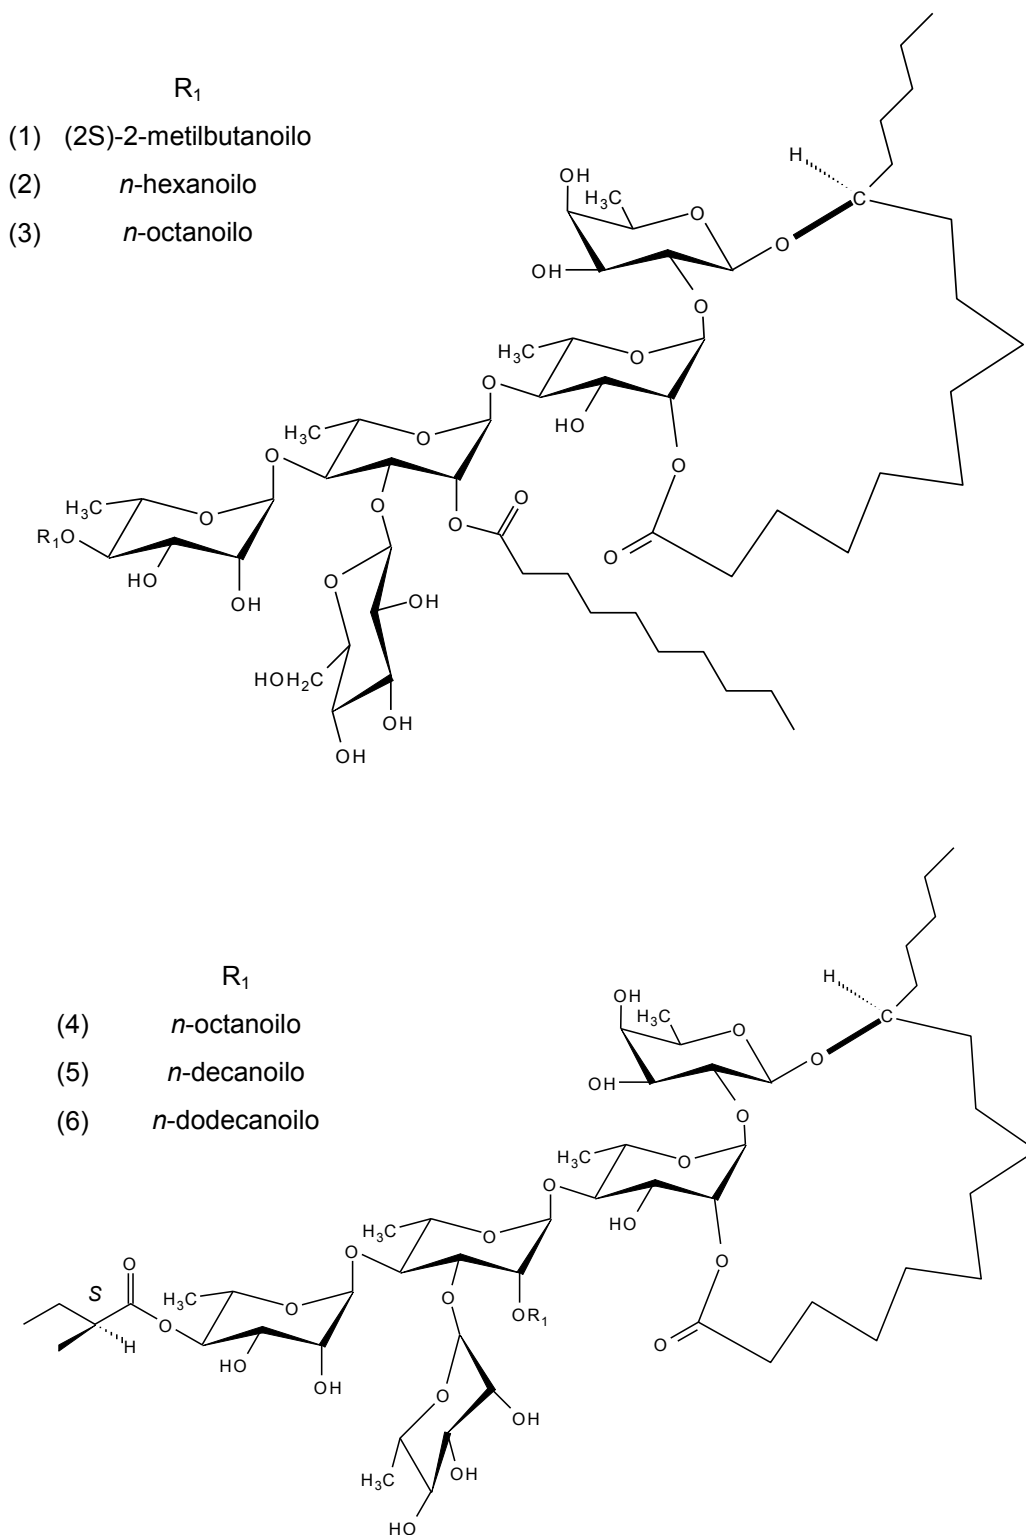 R₁
(1) (2S)-2-metilbutanoilo
(2) n-hexanoilo
(3) n-octanoilo
H
C
OH
H₃C
O
O
OH
O
H₃C
O
O
HO
O
H₃C
O
O
O
O
O
O
H₃C
O
R₁O
HO
OH
O
OH
HOH₂C
OH
OH
R₁
(4) n-octanoilo
(5) n-decanoilo
(6) n-dodecanoilo
H
C
OH
H₃C
O
O
OH
O
H₃C
O
O
HO
O
H₃C
O
O
O
O
O
S
O
H
H₃C
O
HO
OH
OR₁
O
OH
H₃C
OH
HO